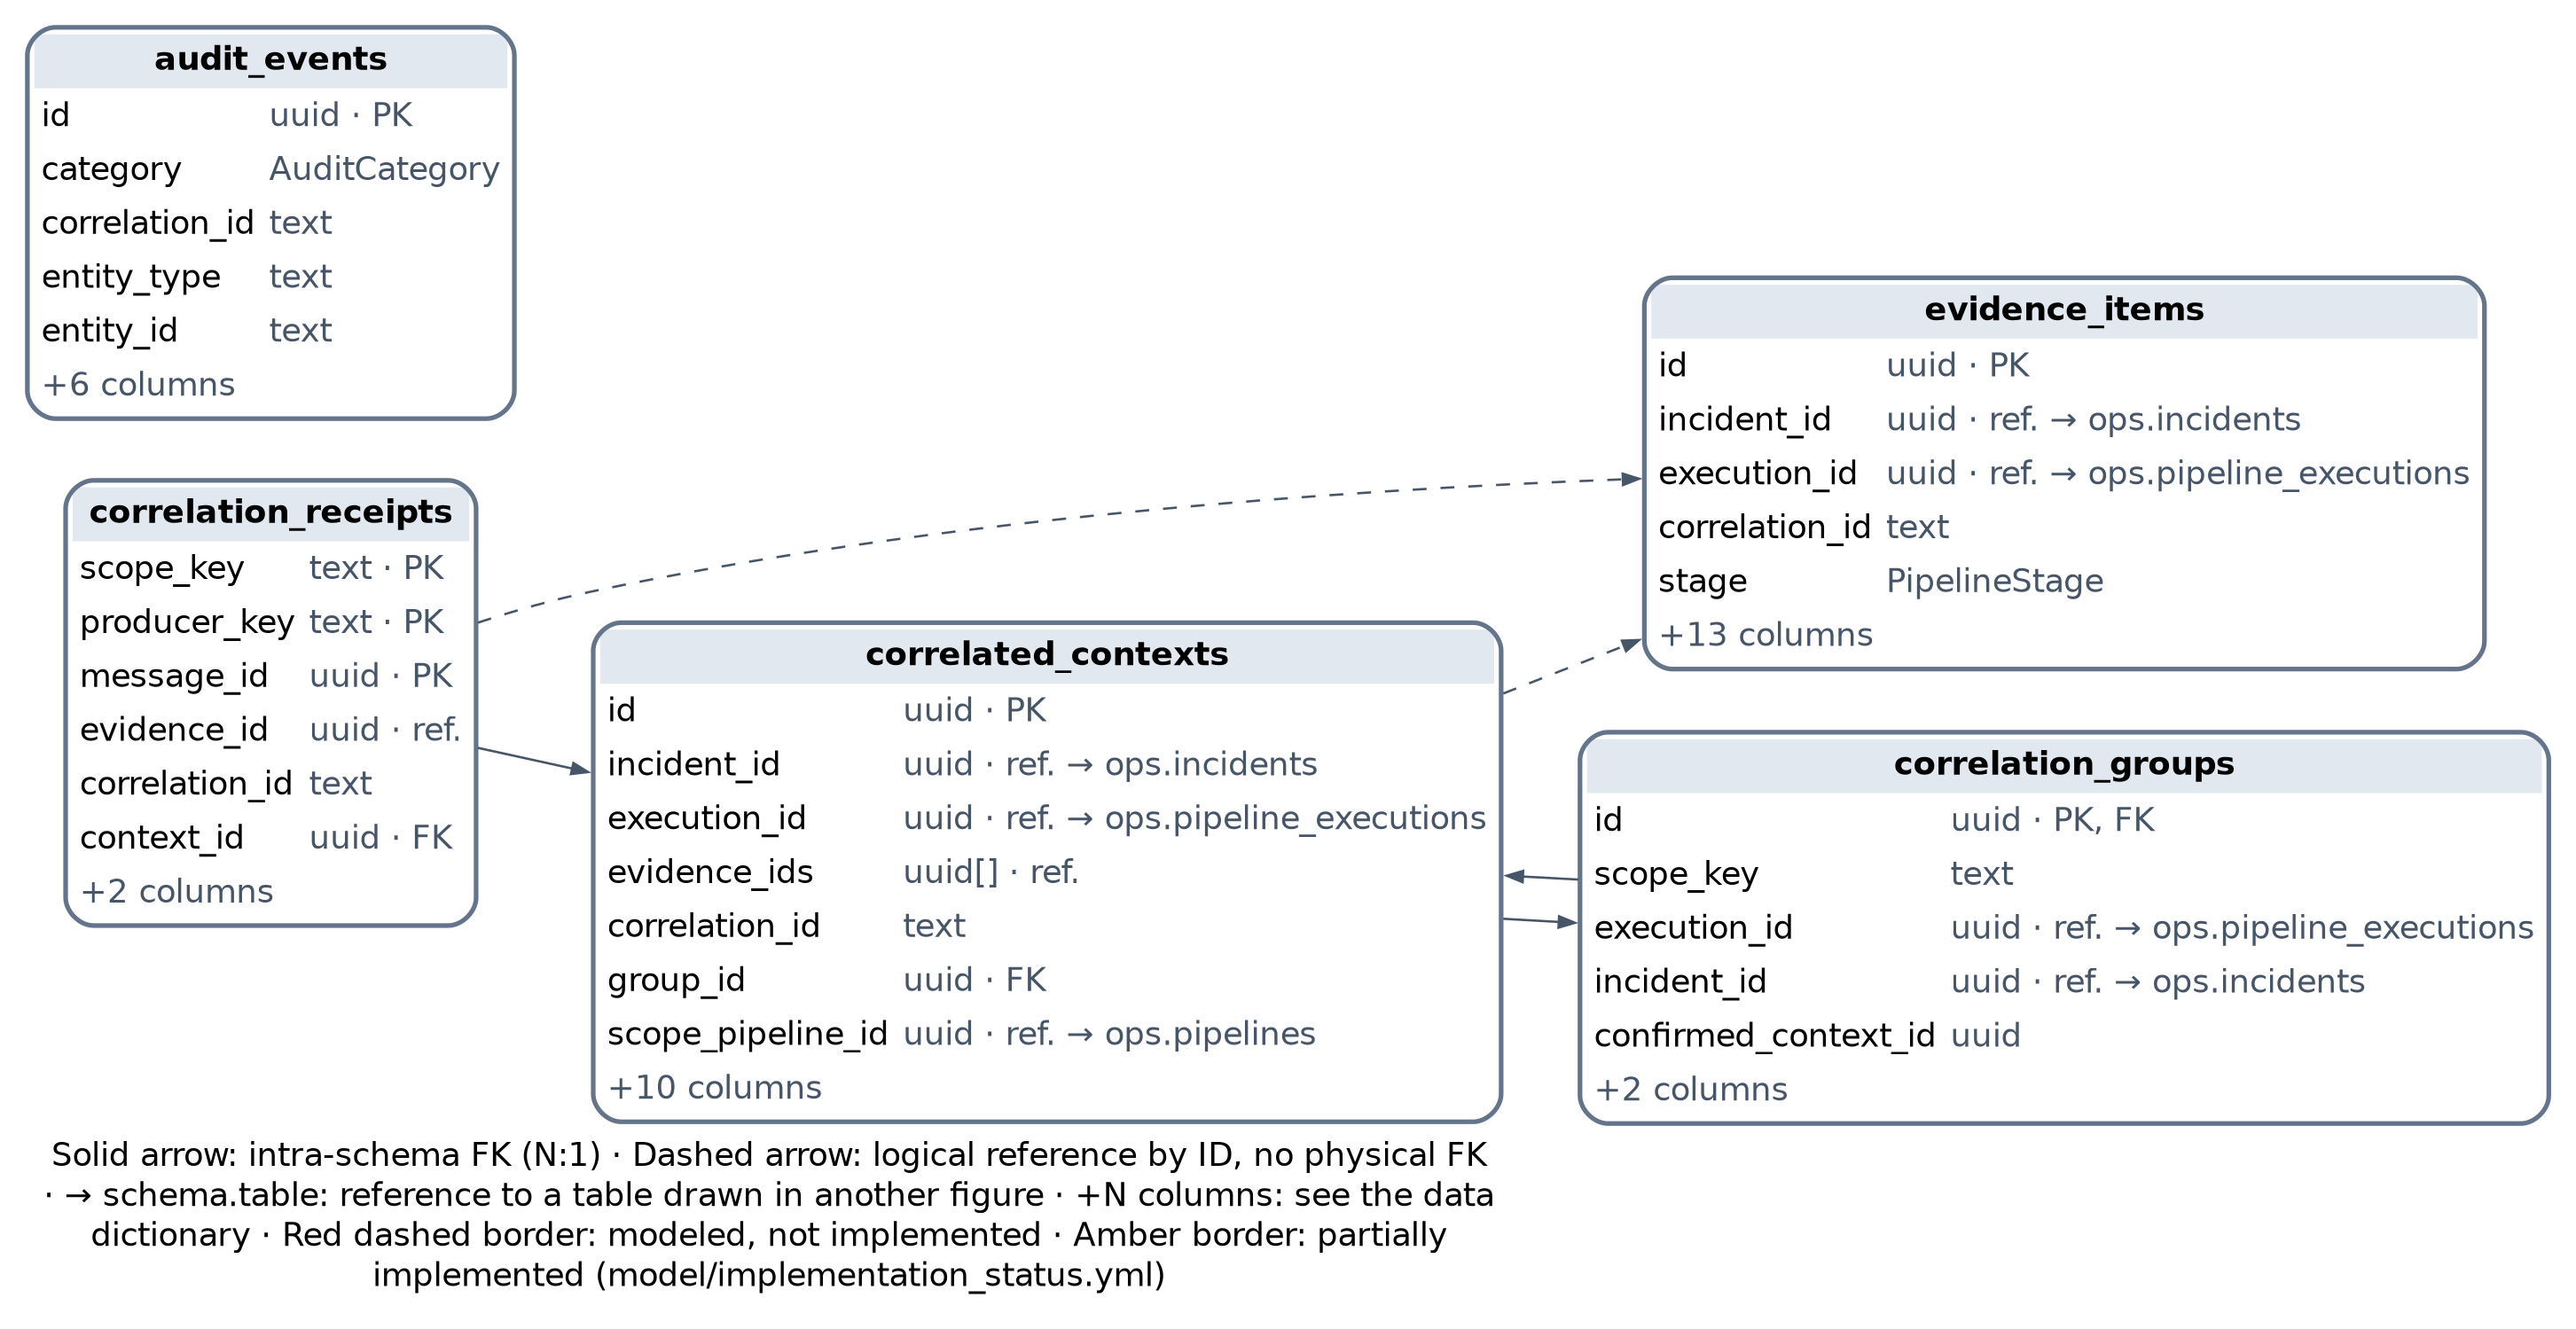 audit_events
id uuid · PK
category AuditCategory
correlation_id text
entity_type text
entity_id text
+6 columns
correlation_receipts
scope_key text · PK
producer_key text · PK
message_id uuid · PK
evidence_id uuid · ref.
correlation_id text
context_id uuid · FK
+2 columns
correlated_contexts
id uuid · PK
incident_id uuid · ref. → ops.incidents
execution_id uuid · ref. → ops.pipeline_executions
evidence_ids uuid[] · ref.
correlation_id text
group_id uuid · FK
scope_pipeline_id uuid · ref. → ops.pipelines
+10 columns
evidence_items
id uuid · PK
incident_id uuid · ref. → ops.incidents
execution_id uuid · ref. → ops.pipeline_executions
correlation_id text
stage PipelineStage
+13 columns
correlation_groups
id uuid · PK, FK
scope_key text
execution_id uuid · ref. → ops.pipeline_executions
incident_id uuid · ref. → ops.incidents
confirmed_context_id uuid
+2 columns
Solid arrow: intra-schema FK (N:1) · Dashed arrow: logical reference by ID, no physical FK
· → schema.table: reference to a table drawn in another figure · +N columns: see the data
dictionary · Red dashed border: modeled, not implemented · Amber border: partially
implemented (model/implementation_status.yml)